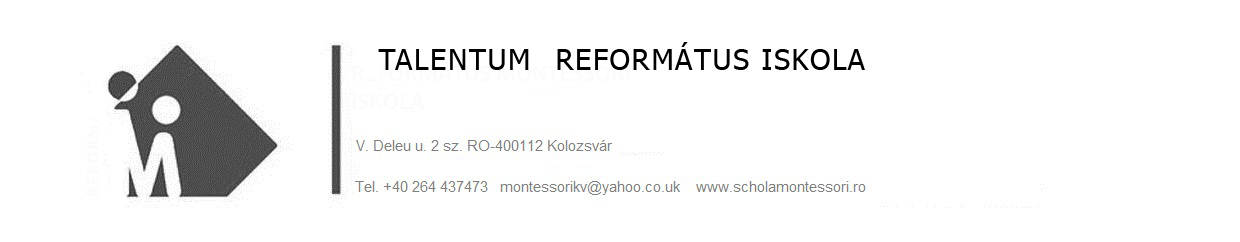 TALENTUM REFORMÁTUS ISKOLA
V. Deleu u. 2 sz. RO-400112 Kolozsvár
Tel. +40 264 437473 montessorikv@yahoo.co.uk www.scholamontessori.ro